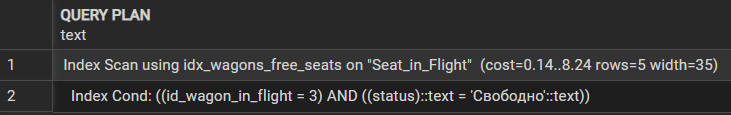 QUERY PLAN
text
1 Index Scan using idx_wagons_free_seats on "Seat_in_Flight" (cost=0.14..8.24 rows=5 width=35)
2 Index Cond: ((id_wagon_in_flight = 3) AND ((status)::text = 'Свободно'::text))